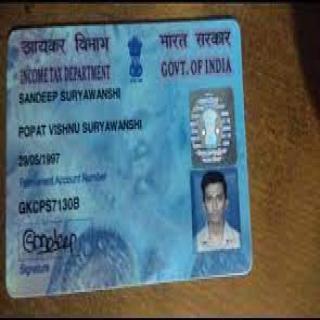 आयकर विभाग
भारत सरकार
INCOME TAX DEPARTMENT
GOVT. OF INDIA
SANDEEP SURYAWANSHI
POPAT VISHNU SURYAWANSHI
29/05/1997
Permanent Account Number
GKCPS7130B
Sandeep
Signature